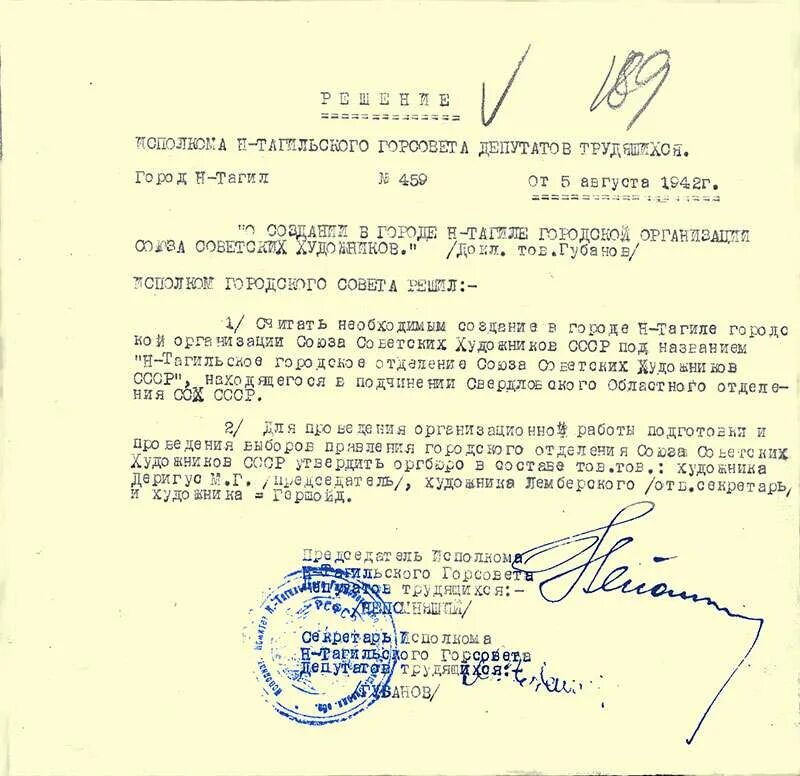 189
РЕШЕНИЕ
ИСПОЛКОМА Н-ТАГИЛЬСКОГО ГОРСОВЕТА ДЕПУТАТОВ ТРУДЯЩИХСЯ.
Город Н-Тагил № 459 От 5 августа 1942г.
"О СОЗДАНИИ В ГОРОДЕ Н-ТАГИЛЕ ГОРОДСКОЙ ОРГАНИЗАЦИИ
СОЮЗА СОВЕТСКИХ ХУДОЖНИКОВ." /Докл. тов.Губанов/
ИСПОЛКОМ ГОРОДСКОГО СОВЕТА РЕШИЛ:-
1/ Считать необходимым создание в городе Н-Тагиле городс
кой организации Союза Советских Художников СССР под названием
"Н-Тагильское городское отделение Союза Советских Художников
СССР", находящегося в подчинении Свердловского Областного отделе-
ния ССХ СССР.
2/ Для проведения организационной работы подготовки и
проведения выборов правления городского отделения Союза Советских
Художников СССР утвердить оргбюро в составе тов.тов.: художника
Деригус М.Г. /председатель/, художника Лемберского /отв.секретарь/
и художника = Гершойд.
Председатель Исполкома
Н-Тагильского Горсовета
Депутатов трудящихся:-
/НЕПОМНЯЩИЙ/
Секретарь Исполкома
Н-Тагильского Горсовета
Депутатов трудящихся:
/ГУБАНОВ/
РСФСР